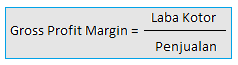 Gross Profit Margin = Laba Kotor
Penjualan